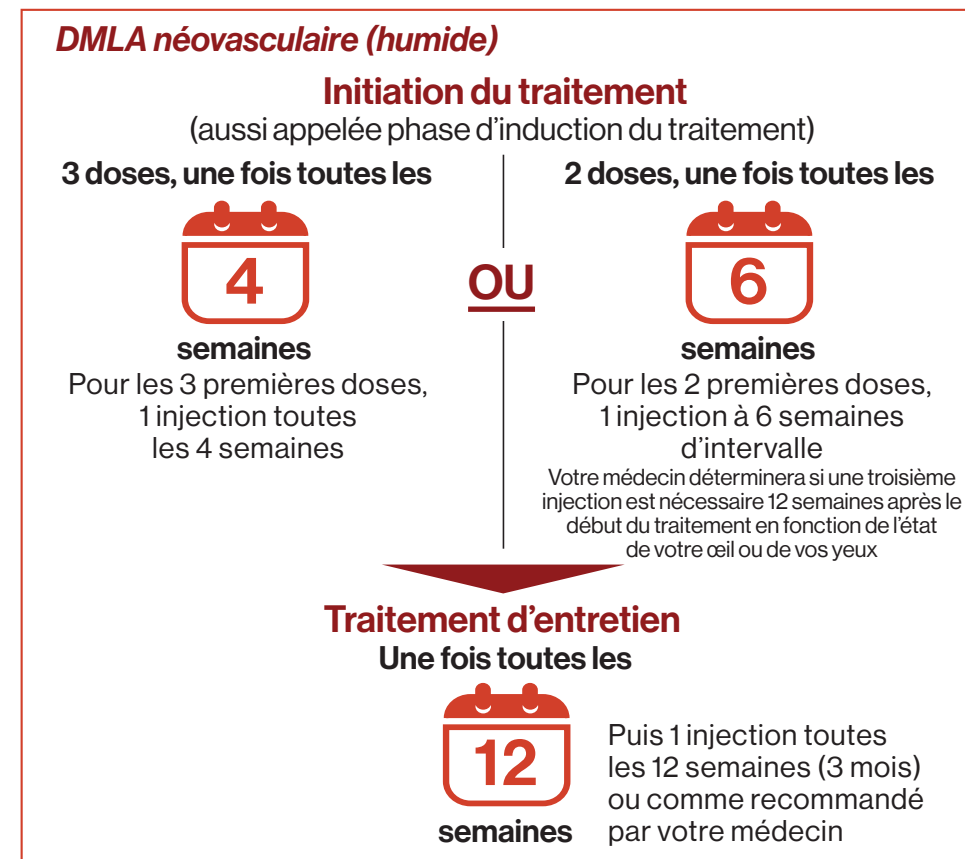 DMLA néovasculaire (humide)
Initiation du traitement
(aussi appelée phase d'induction du traitement)
3 doses, une fois toutes les
4
semaines
Pour les 3 premières doses,
1 injection toutes
les 4 semaines
OU
2 doses, une fois toutes les
6
semaines
Pour les 2 premières doses,
1 injection à 6 semaines
d'intervalle
Votre médecin déterminera si une troisième
injection est nécessaire 12 semaines après le
début du traitement en fonction de l'état
de votre œil ou de vos yeux
Traitement d'entretien
Une fois toutes les
12
semaines
Puis 1 injection toutes
les 12 semaines (3 mois)
ou comme recommandé
par votre médecin